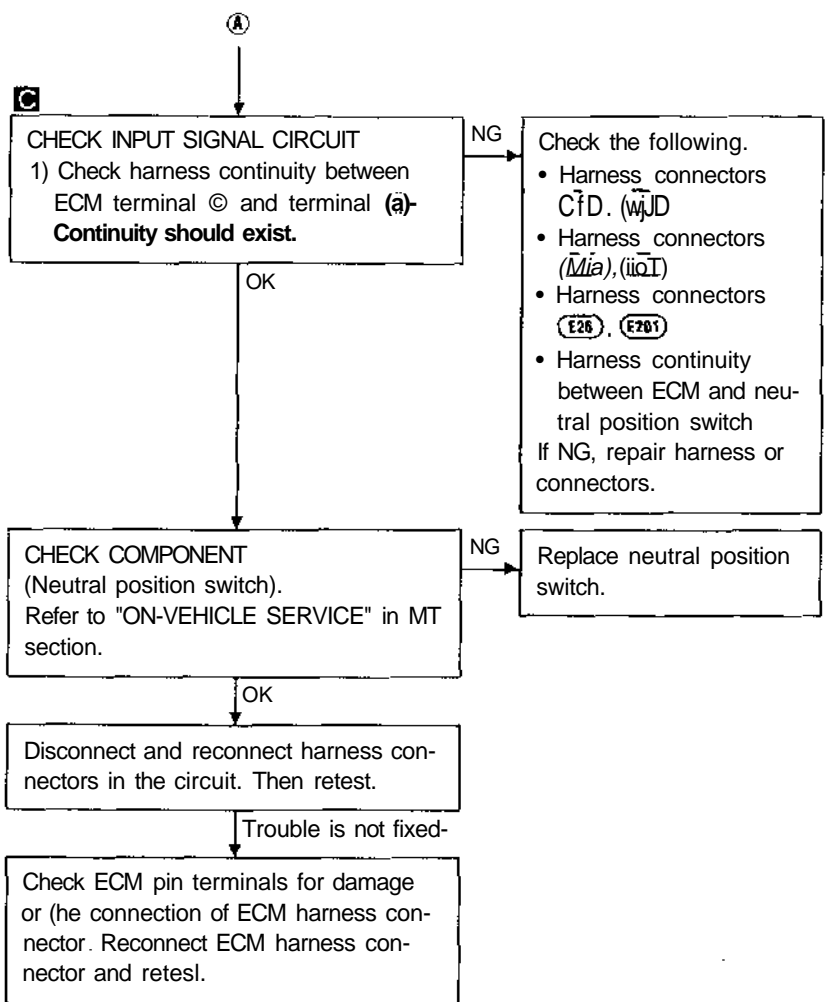 Ⓐ
C
CHECK INPUT SIGNAL CIRCUIT
1) Check harness continuity between
ECM terminal © and terminal (a)-
Continuity should exist.
NG
Check the following.
• Harness connectors
• Harness connectors
(Mia),
• Harness connectors
(E26), (E201)
• Harness continuity
between ECM and neu-
tral position switch
If NG, repair harness or
connectors.
OK
CHECK COMPONENT
(Neutral position switch).
Refer to "ON-VEHICLE SERVICE" in MT
section.
NG
Replace neutral position
switch.
OK
Disconnect and reconnect harness con-
nectors in the circuit. Then retest.
Trouble is not fixed-
Check ECM pin terminals for damage
or (he connection of ECM harness con-
nector. Reconnect ECM harness con-
nector and retesl.